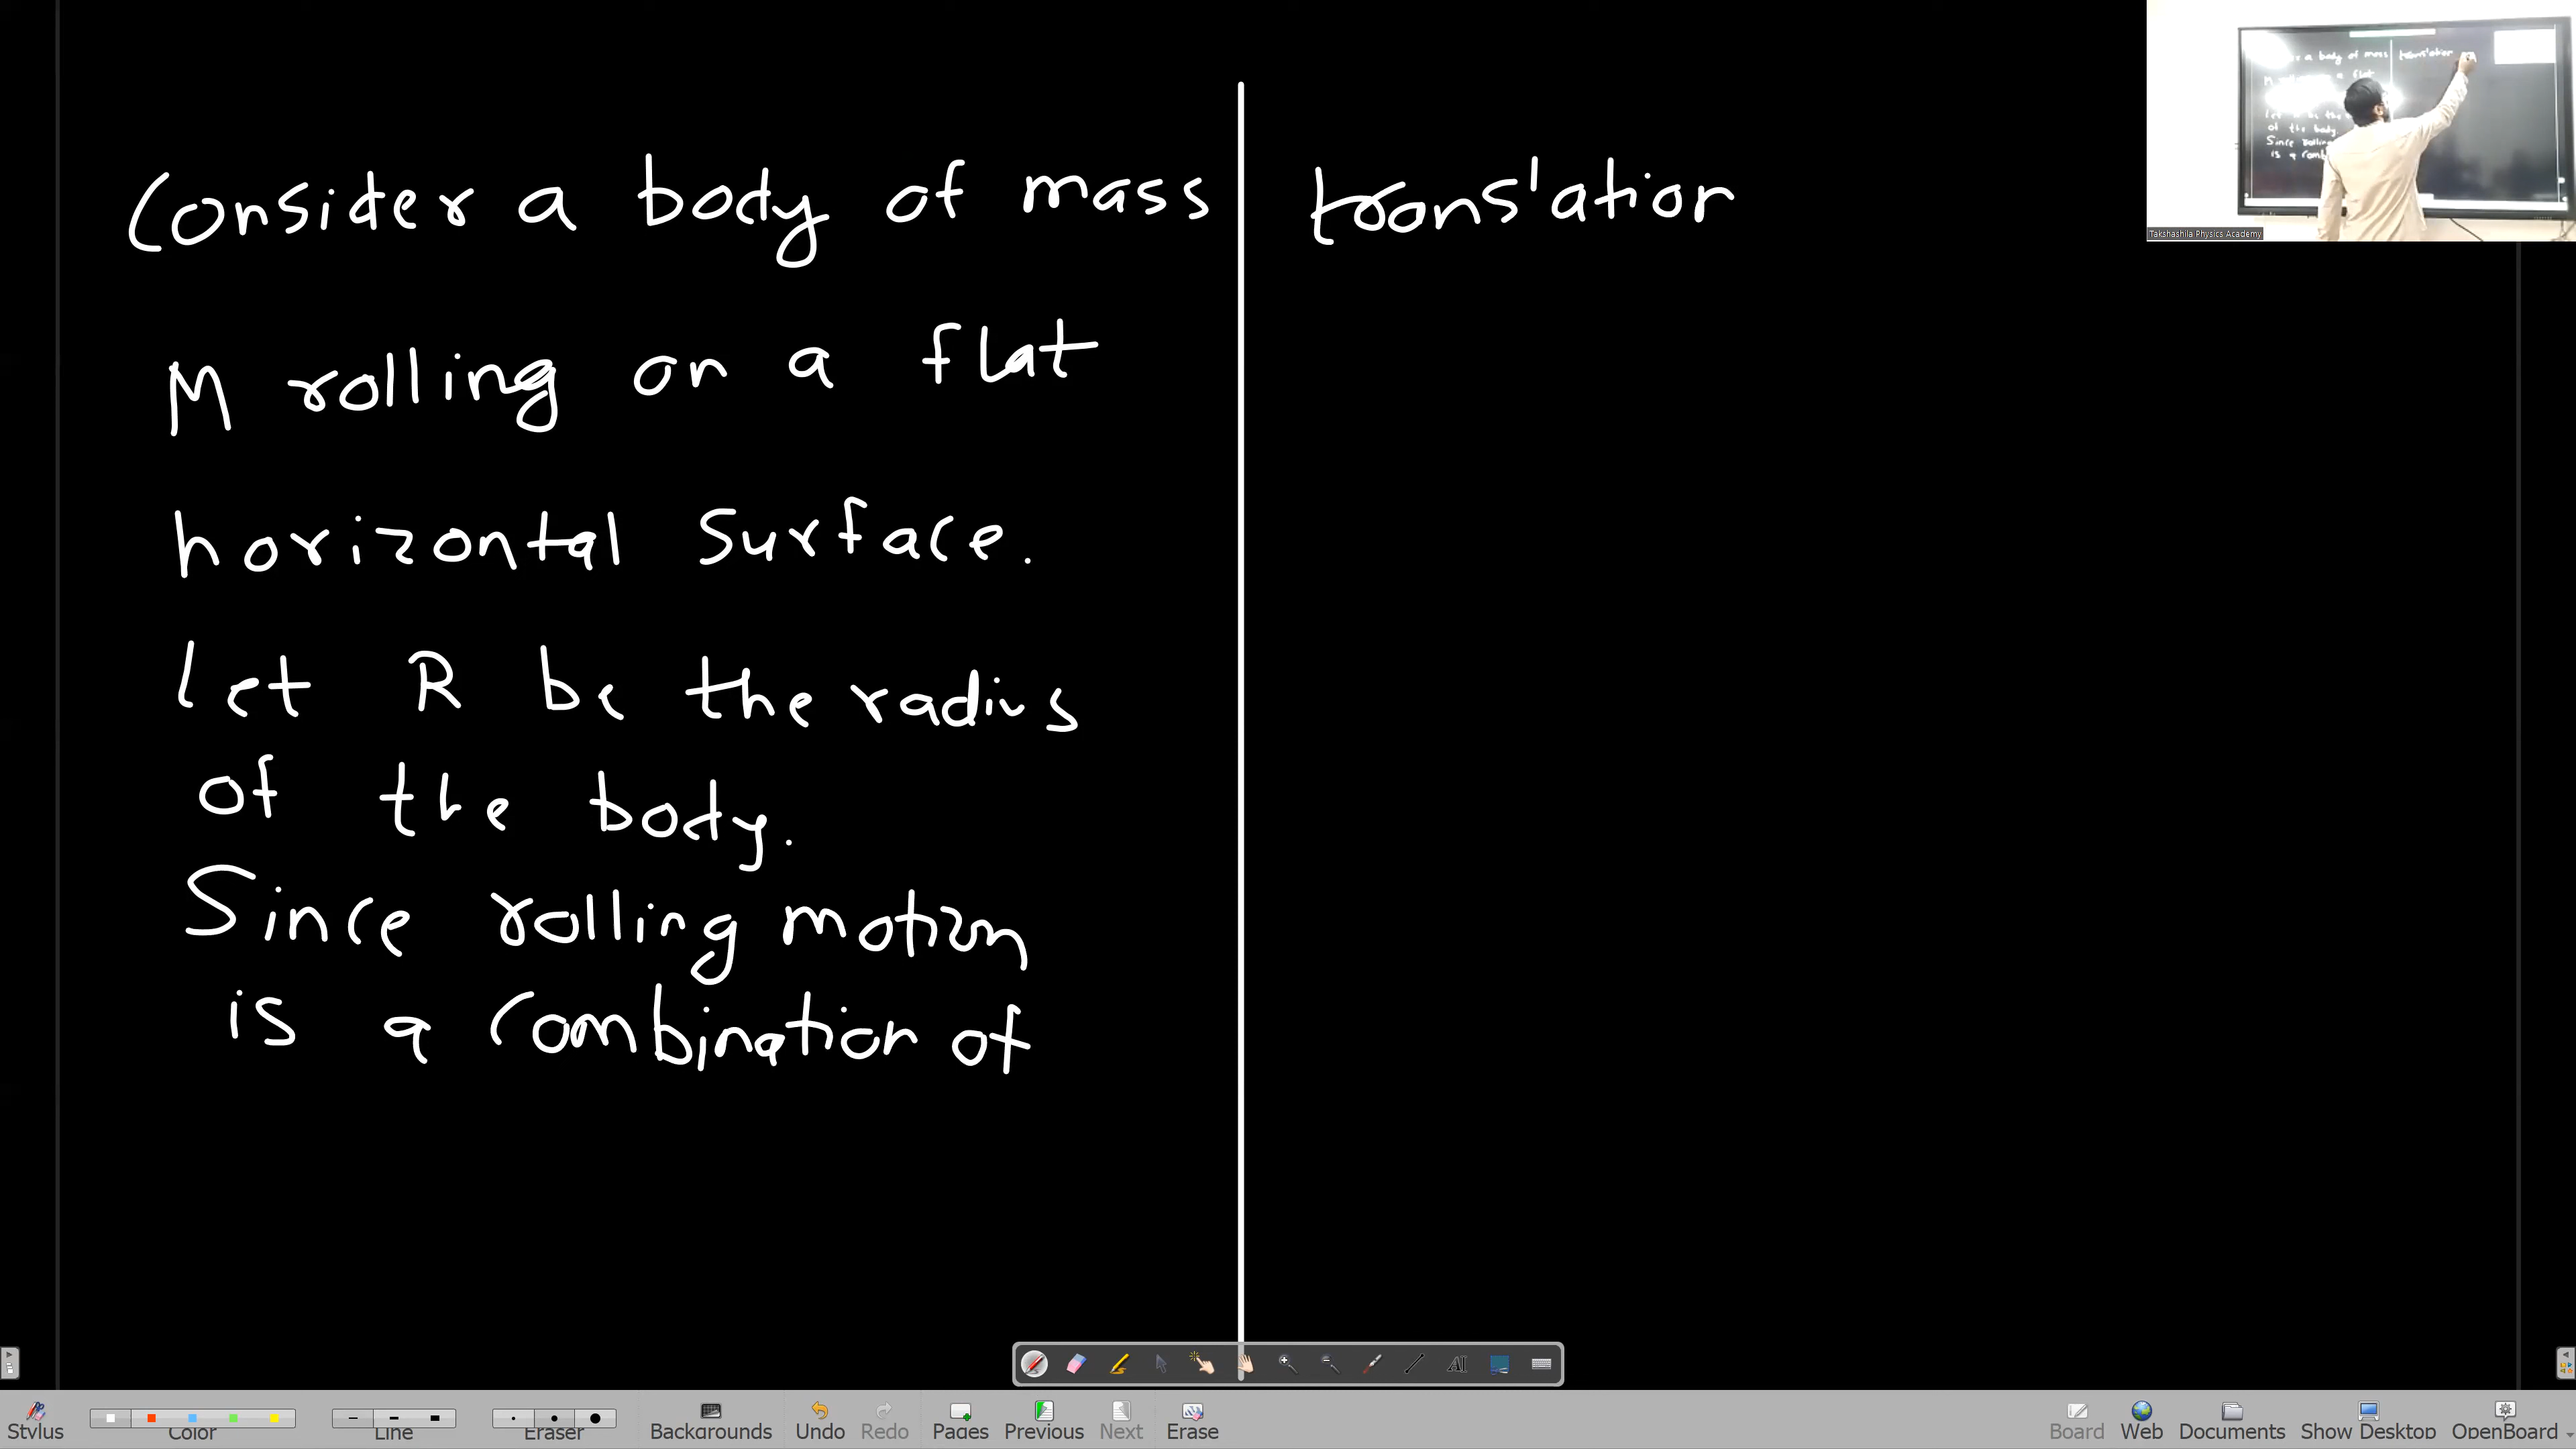 Consider a body of mass
M rolling on a flat
horizontal surface.
let R be the radius
of the body.
Since rolling motion
is a combination of
translation
Takshashila Physics Academy
Stylus
Color
Line
Eraser
Backgrounds
Undo
Redo
Pages
Previous
Next
Erase
Board
Web
Documents
Show Desktop
OpenBoard